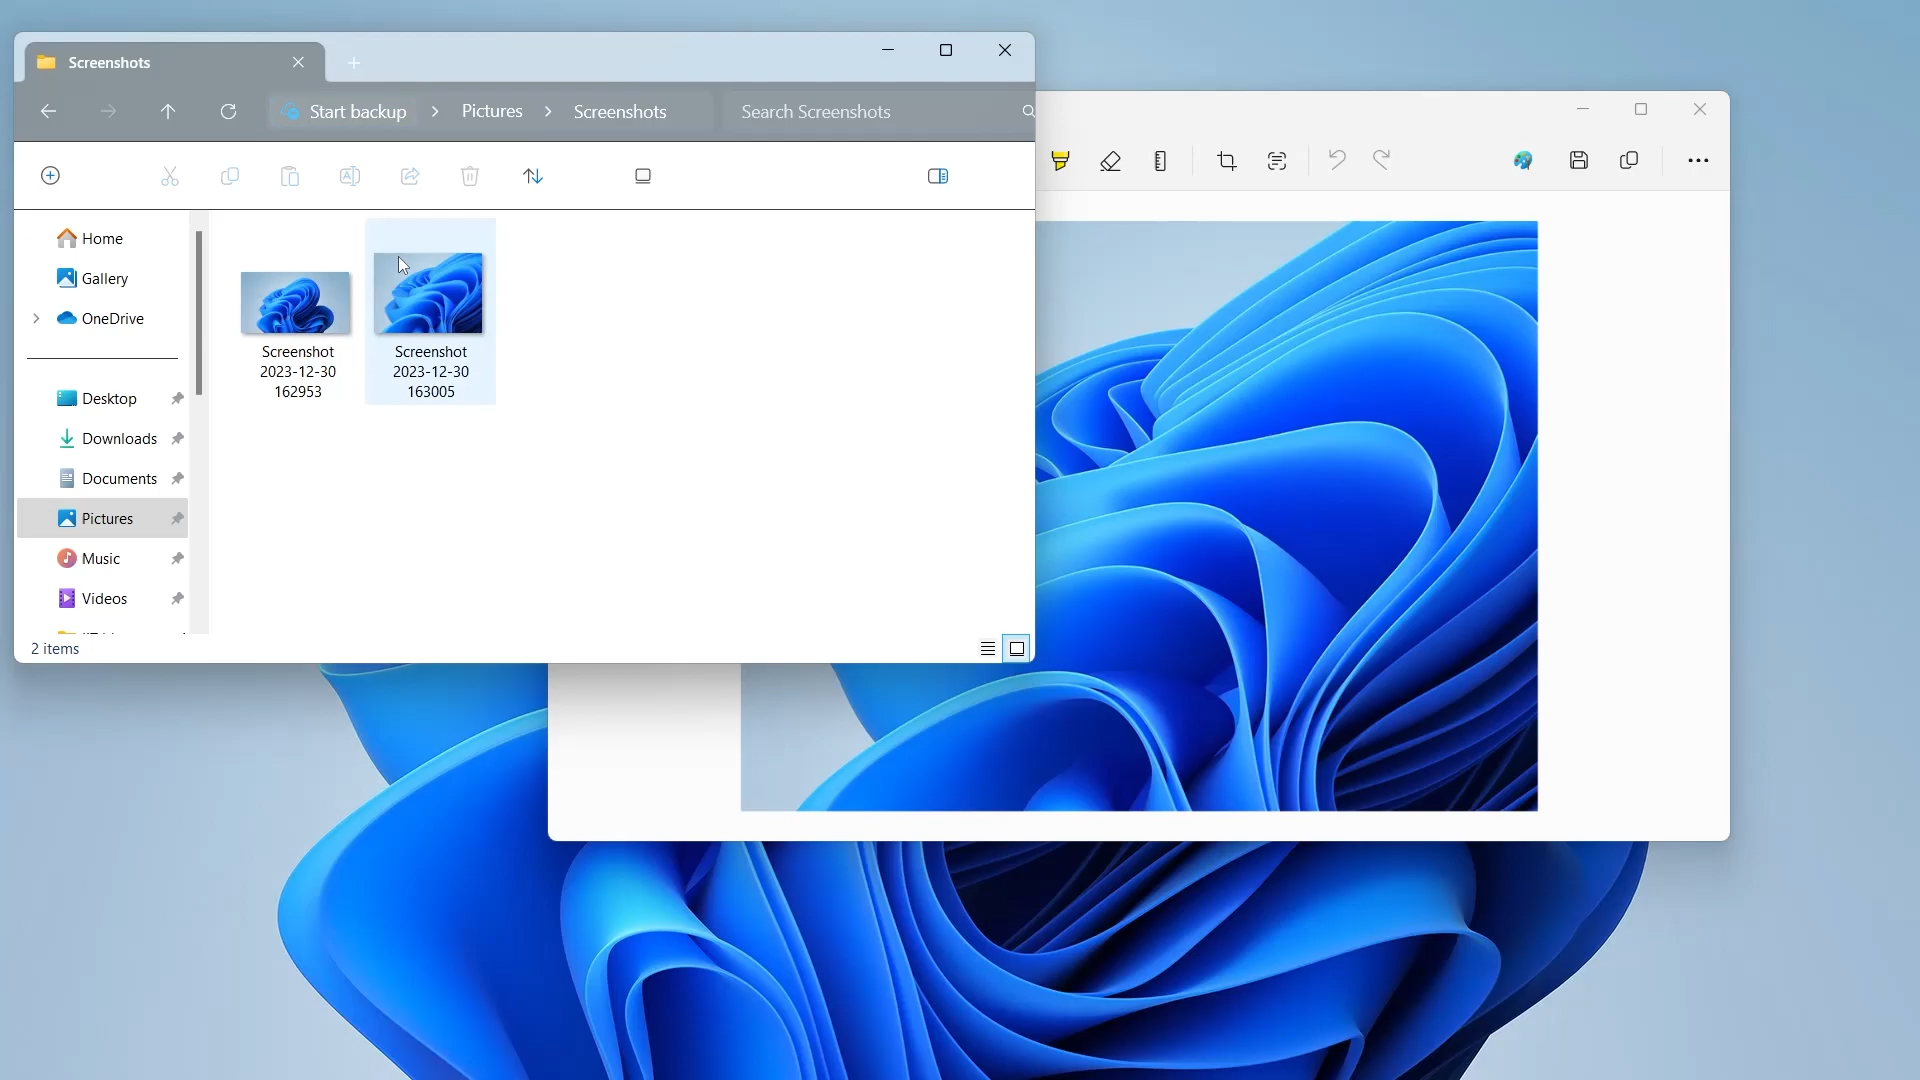 Screenshots
Start backup > Pictures > Screenshots
Search Screenshots
Home
Gallery
OneDrive
Desktop
Downloads
Documents
Pictures
Music
Videos
Screenshot
2023-12-30
162953
Screenshot
2023-12-30
163005
2 items